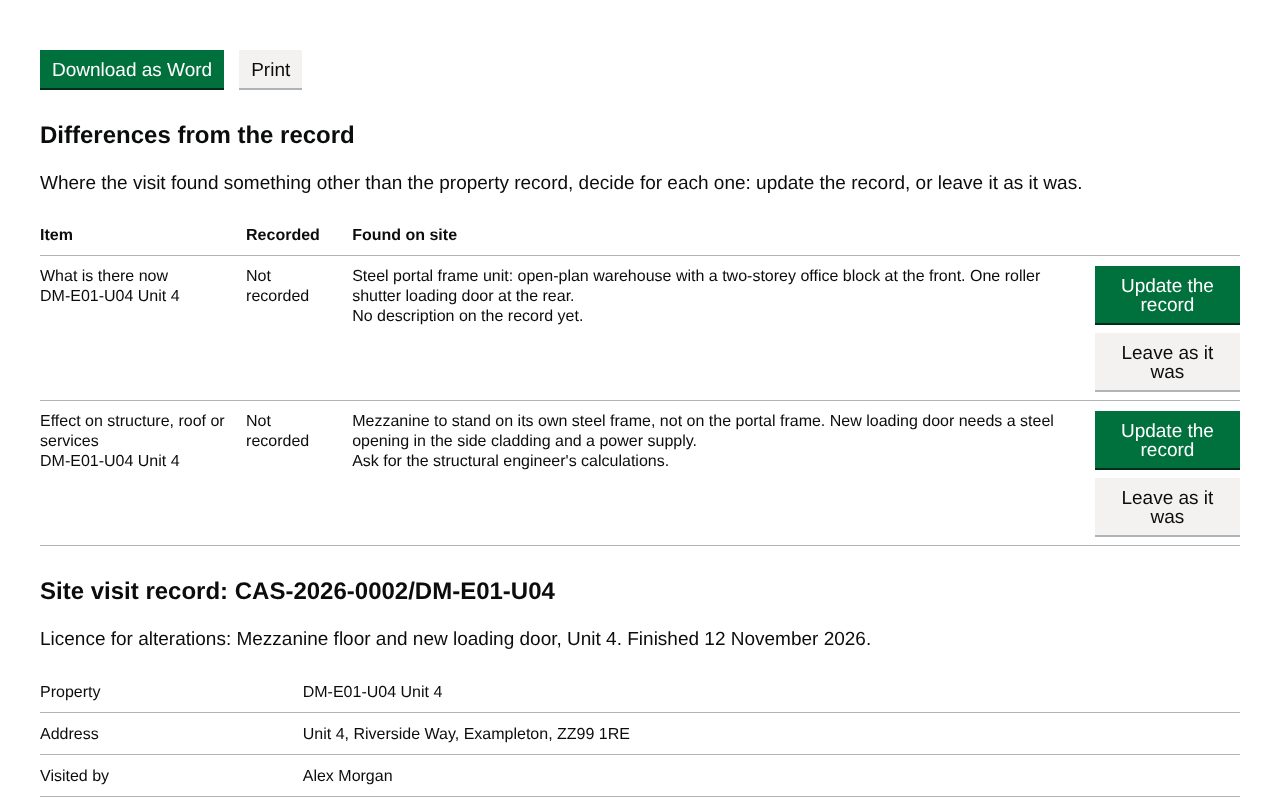 Download as Word
Print
Differences from the record
Where the visit found something other than the property record, decide for each one: update the record, or leave it as it was.
Item
Recorded
Found on site
What is there now
DM-E01-U04 Unit 4
Not
recorded
Steel portal frame unit: open-plan warehouse with a two-storey office block at the front. One roller
shutter loading door at the rear.
No description on the record yet.
Update the
record
Leave as it
was
Effect on structure, roof or
services
DM-E01-U04 Unit 4
Not
recorded
Mezzanine to stand on its own steel frame, not on the portal frame. New loading door needs a steel
opening in the side cladding and a power supply.
Ask for the structural engineer's calculations.
Update the
record
Leave as it
was
Site visit record: CAS-2026-0002/DM-E01-U04
Licence for alterations: Mezzanine floor and new loading door, Unit 4. Finished 12 November 2026.
Property
DM-E01-U04 Unit 4
Address
Unit 4, Riverside Way, Exampleton, ZZ99 1RE
Visited by
Alex Morgan